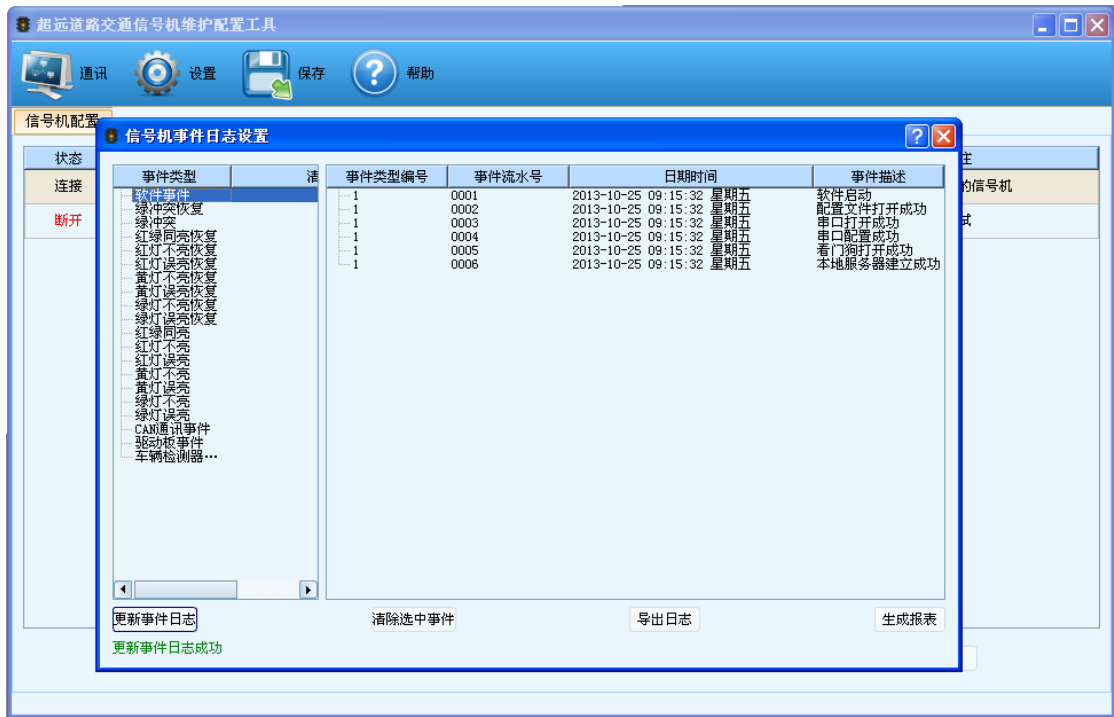 超远道路交通信号机维护配置工具
通讯 设置 保存 帮助
信号机配置
信号机事件日志设置
状态
连接
断开
事件类型 清
软件事件
绿冲突恢复
绿冲突
红绿同亮恢复
红灯不亮恢复
红灯误亮恢复
黄灯不亮恢复
黄灯误亮恢复
绿灯不亮恢复
绿灯误亮恢复
红绿同亮
红灯不亮
红灯误亮
黄灯不亮
黄灯误亮
绿灯不亮
绿灯误亮
CAN通讯事件
驱动板事件
车辆检测器…
事件类型编号 事件流水号 日期时间 事件描述
1 0001 2013-10-25 09:15:32 星期五 软件启动
1 0002 2013-10-25 09:15:32 星期五 配置文件打开成功
1 0003 2013-10-25 09:15:32 星期五 串口打开成功
1 0004 2013-10-25 09:15:32 星期五 串口配置成功
1 0005 2013-10-25 09:15:32 星期五 看门狗打开成功
1 0006 2013-10-25 09:15:32 星期五 本地服务器建立成功
的信号机
试
更新事件日志 清除选中事件 导出日志 生成报表
更新事件日志成功